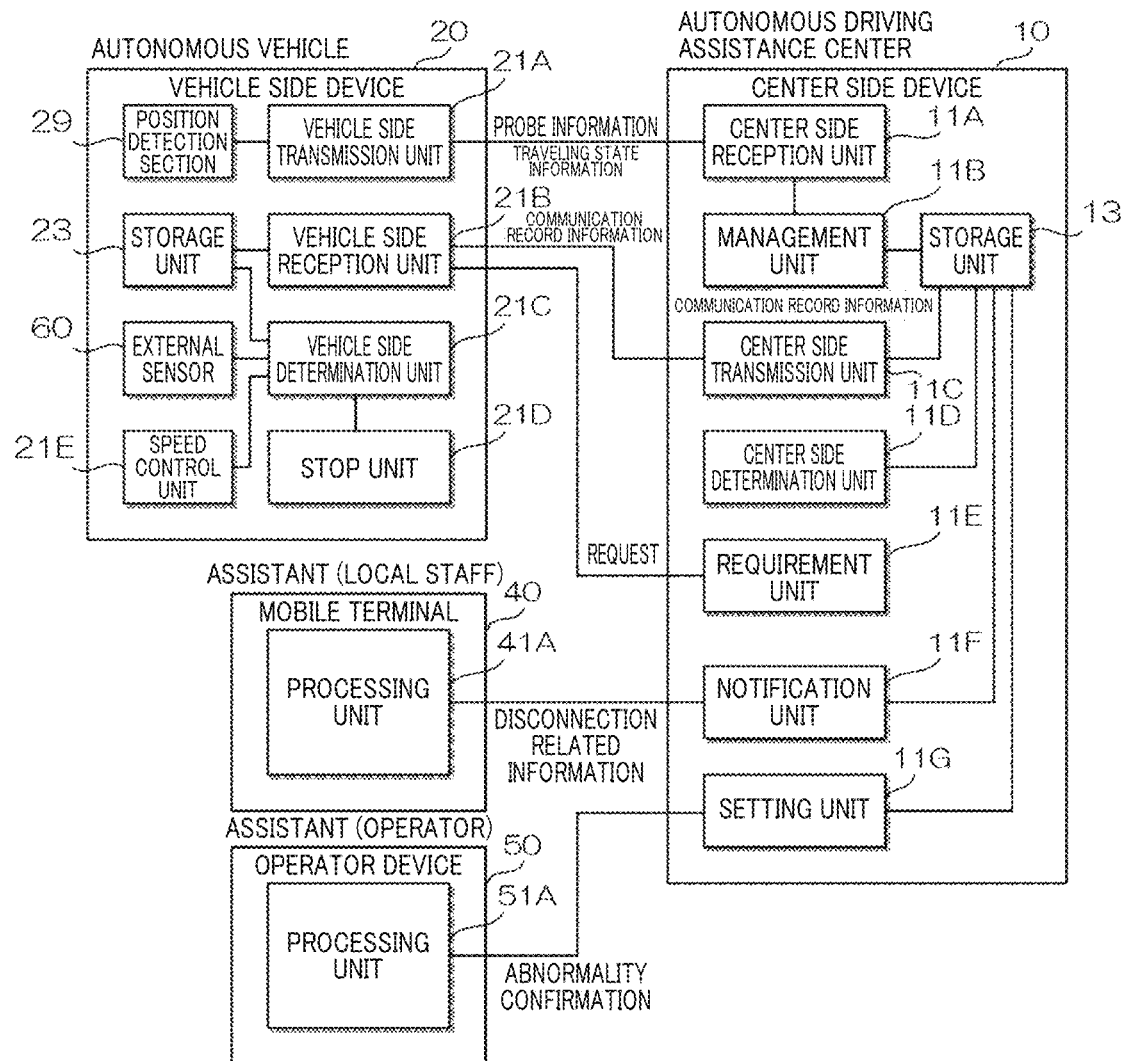 AUTONOMOUS VEHICLE
20
VEHICLE SIDE DEVICE
21A
29
POSITION
DETECTION
SECTION
VEHICLE SIDE
TRANSMISSION UNIT
PROBE INFORMATION
TRAVELING STATE
INFORMATION
21B
23
STORAGE
UNIT
VEHICLE SIDE
RECEPTION UNIT
COMMUNICATION
RECORD INFORMATION
21C
60
EXTERNAL
SENSOR
VEHICLE SIDE
DETERMINATION UNIT
21D
21E
SPEED
CONTROL
UNIT
STOP UNIT
REQUEST
AUTONOMOUS DRIVING
ASSISTANCE CENTER
10
CENTER SIDE DEVICE
CENTER SIDE
RECEPTION UNIT
11A
11B
13
MANAGEMENT
UNIT
STORAGE
UNIT
COMMUNICATION RECORD INFORMATION
CENTER SIDE
TRANSMISSION UNIT
11C
11D
CENTER SIDE
DETERMINATION UNIT
11E
REQUIREMENT
UNIT
11F
NOTIFICATION
UNIT
11G
SETTING UNIT
ASSISTANT (LOCAL STAFF)
40
MOBILE TERMINAL
41A
PROCESSING
UNIT
DISCONNECTION
RELATED
INFORMATION
ASSISTANT (OPERATOR)
50
OPERATOR DEVICE
51A
PROCESSING
UNIT
ABNORMALITY
CONFIRMATION